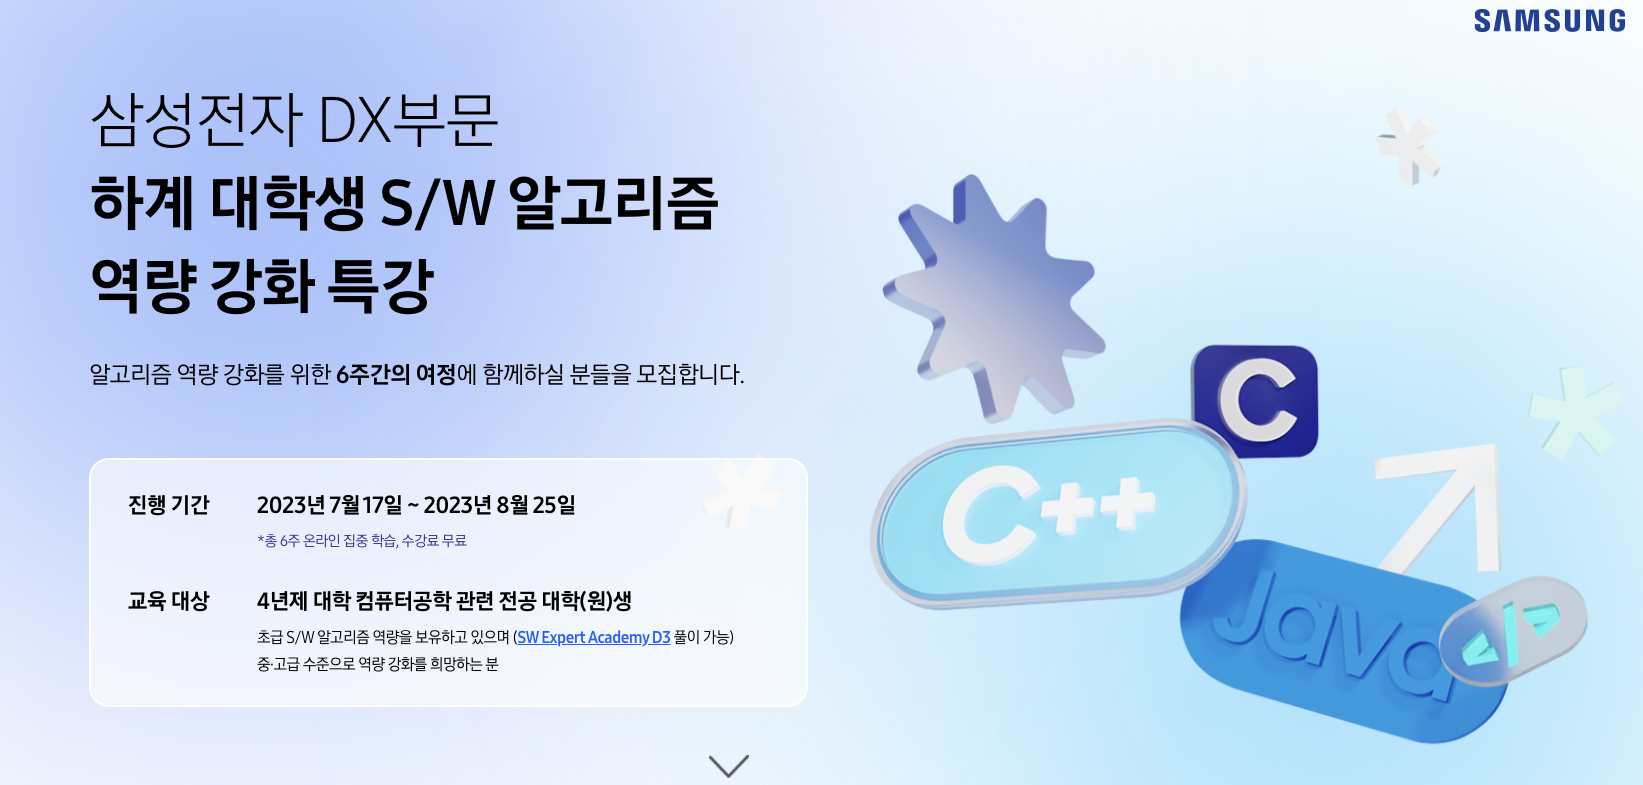 SAMSUNG
삼성전자 DX부문
하계 대학생 S/W 알고리즘
역량 강화 특강
알고리즘 역량 강화를 위한 6주간의 여정에 함께하실 분들을 모집합니다.
진행 기간 2023년 7월 17일 ~ 2023년 8월 25일
*총 6주 온라인 집중 학습, 수강료 무료
교육 대상 4년제 대학 컴퓨터공학 관련 전공 대학(원)생
초급 S/W 알고리즘 역량을 보유하고 있으며 (SW Expert Academy D3 풀이 가능)
중·고급 수준으로 역량 강화를 희망하는 분
C
C++
Java
</>